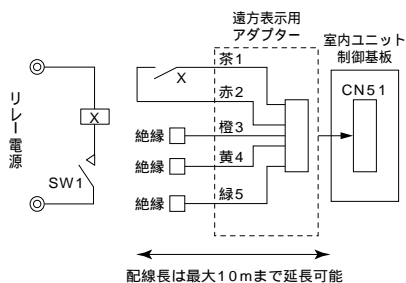 遠方表示用
アダプター
室内ユニット
制御基板
茶1
X
赤2
CN51
リレー電源
X
橙3
絶縁
黄4
絶縁
SW1
緑5
絶縁
配線長は最大10mまで延長可能